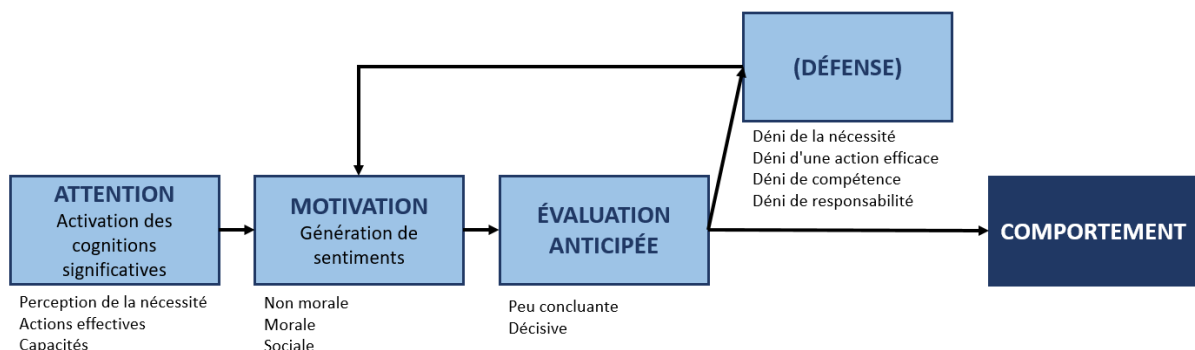 (DÉFENSE)
Déni de la nécessité
Déni d'une action efficace
Déni de compétence
Déni de responsabilité
ATTENTION
Activation des
cognitions
significatives
Perception de la nécessité
Actions effectives
Capacités
MOTIVATION
Génération de
sentiments
Non morale
Morale
Sociale
ÉVALUATION
ANTICIPÉE
Peu concluante
Décisive
COMPORTEMENT